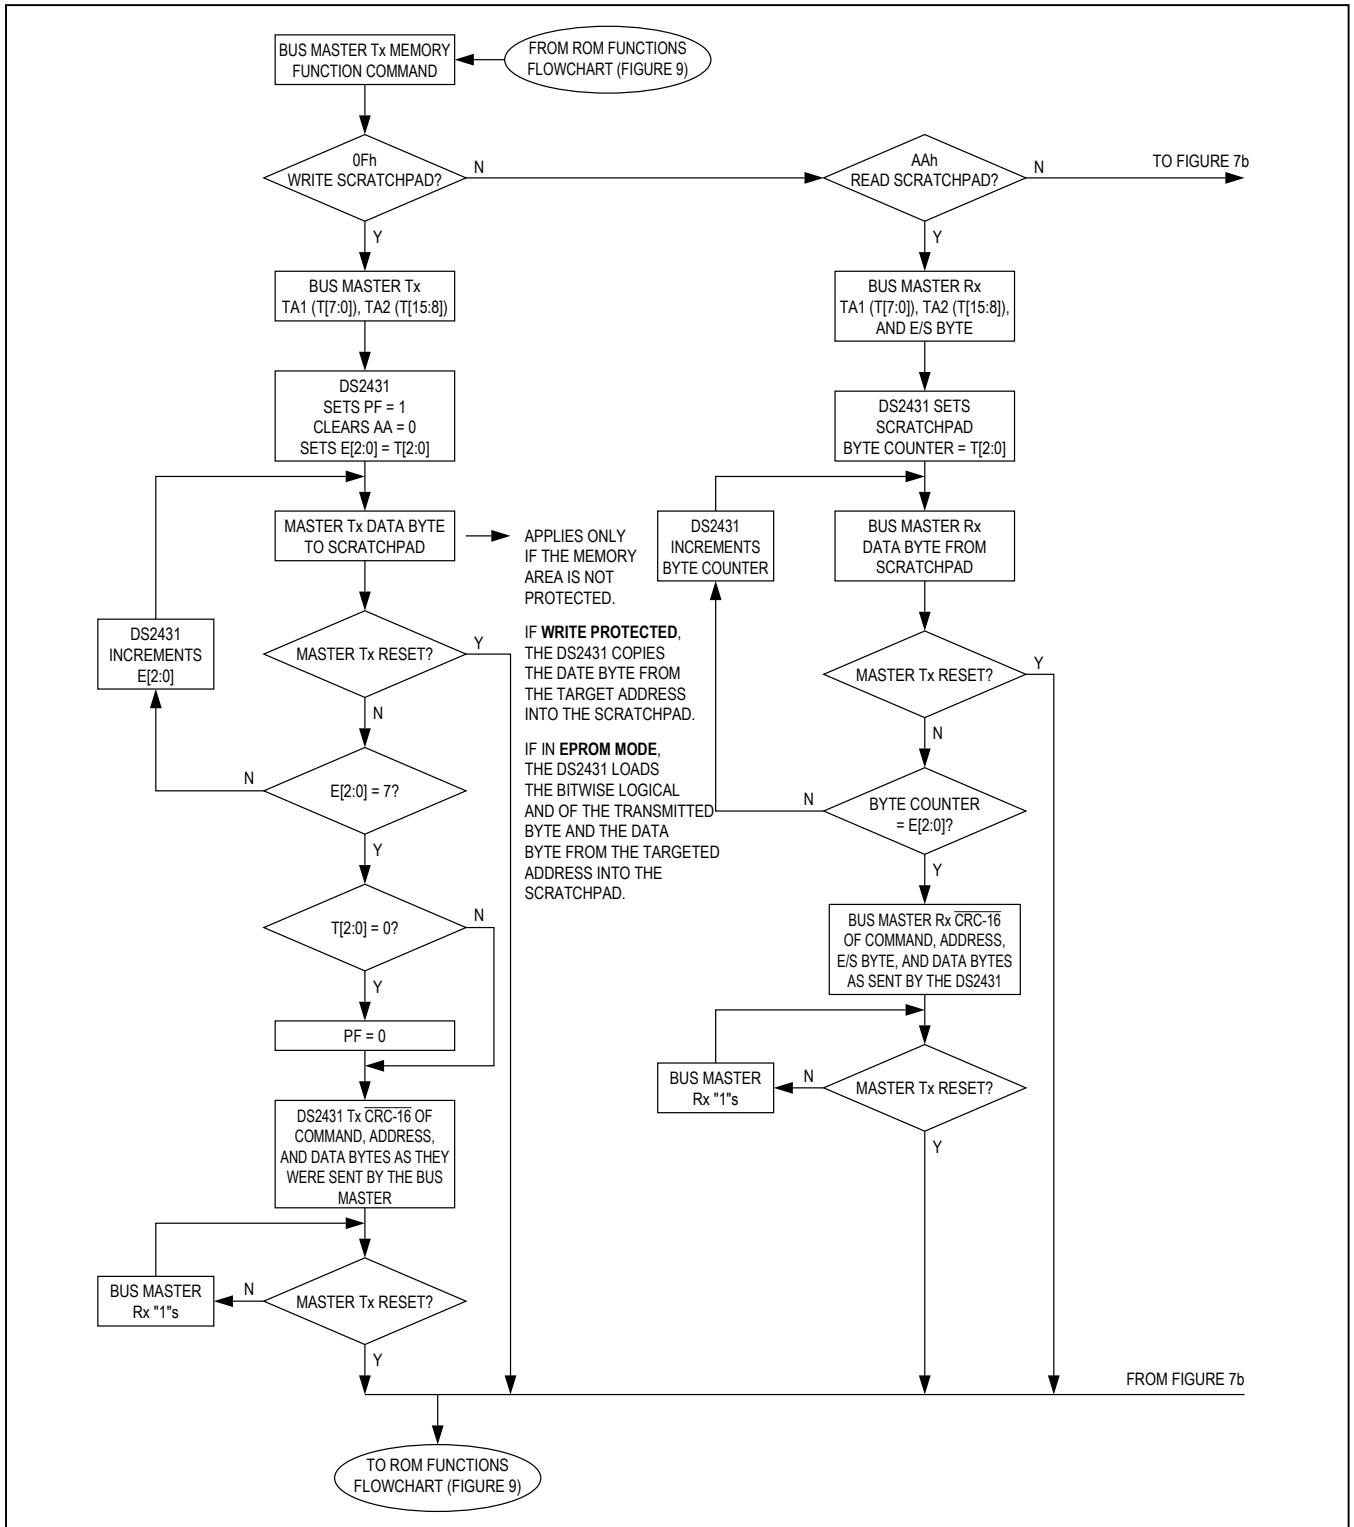 BUS MASTER Tx MEMORY
FUNCTION COMMAND
FROM ROM FUNCTIONS
FLOWCHART (FIGURE 9)
0Fh
WRITE SCRATCHPAD?
N
AAh
READ SCRATCHPAD?
N
TO FIGURE 7b
Y
BUS MASTER Tx
TA1 (T[7:0]), TA2 (T[15:8])
DS2431
SETS PF = 1
CLEARS AA = 0
SETS E[2:0] = T[2:0]
MASTER Tx DATA BYTE
TO SCRATCHPAD
APPLIES ONLY
IF THE MEMORY
AREA IS NOT
PROTECTED.
IF WRITE PROTECTED,
THE DS2431 COPIES
THE DATE BYTE FROM
THE TARGET ADDRESS
INTO THE SCRATCHPAD.
IF IN EPROM MODE,
THE DS2431 LOADS
THE BITWISE LOGICAL
AND OF THE TRANSMITTED
BYTE AND THE DATA
BYTE FROM THE TARGETED
ADDRESS INTO THE
SCRATCHPAD.
DS2431
INCREMENTS
E[2:0]
MASTER Tx RESET?
Y
N
E[2:0] = 7?
N
Y
T[2:0] = 0?
N
Y
PF = 0
DS2431 Tx CRC-16 OF
COMMAND, ADDRESS,
AND DATA BYTES AS THEY
WERE SENT BY THE BUS
MASTER
BUS MASTER
Rx "1"s
N
MASTER Tx RESET?
Y
Y
BUS MASTER Rx
TA1 (T[7:0]), TA2 (T[15:8]),
AND E/S BYTE
DS2431 SETS
SCRATCHPAD
BYTE COUNTER = T[2:0]
DS2431
INCREMENTS
BYTE COUNTER
BUS MASTER Rx
DATA BYTE FROM
SCRATCHPAD
MASTER Tx RESET?
Y
N
BYTE COUNTER
= E[2:0]?
N
Y
BUS MASTER Rx CRC-16
OF COMMAND, ADDRESS,
E/S BYTE, AND DATA BYTES
AS SENT BY THE DS2431
BUS MASTER
Rx "1"s
N
MASTER Tx RESET?
Y
FROM FIGURE 7b
TO ROM FUNCTIONS
FLOWCHART (FIGURE 9)